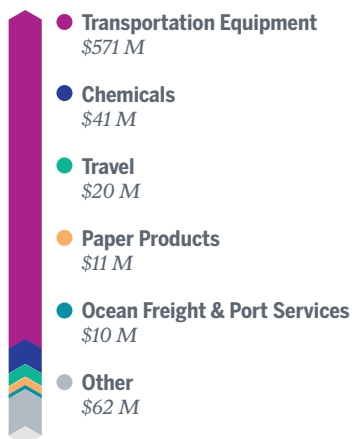 Transportation Equipment
$571 M
Chemicals
$41 M
Travel
$20 M
Paper Products
$11 M
Ocean Freight & Port Services
$10 M
Other
$62 M